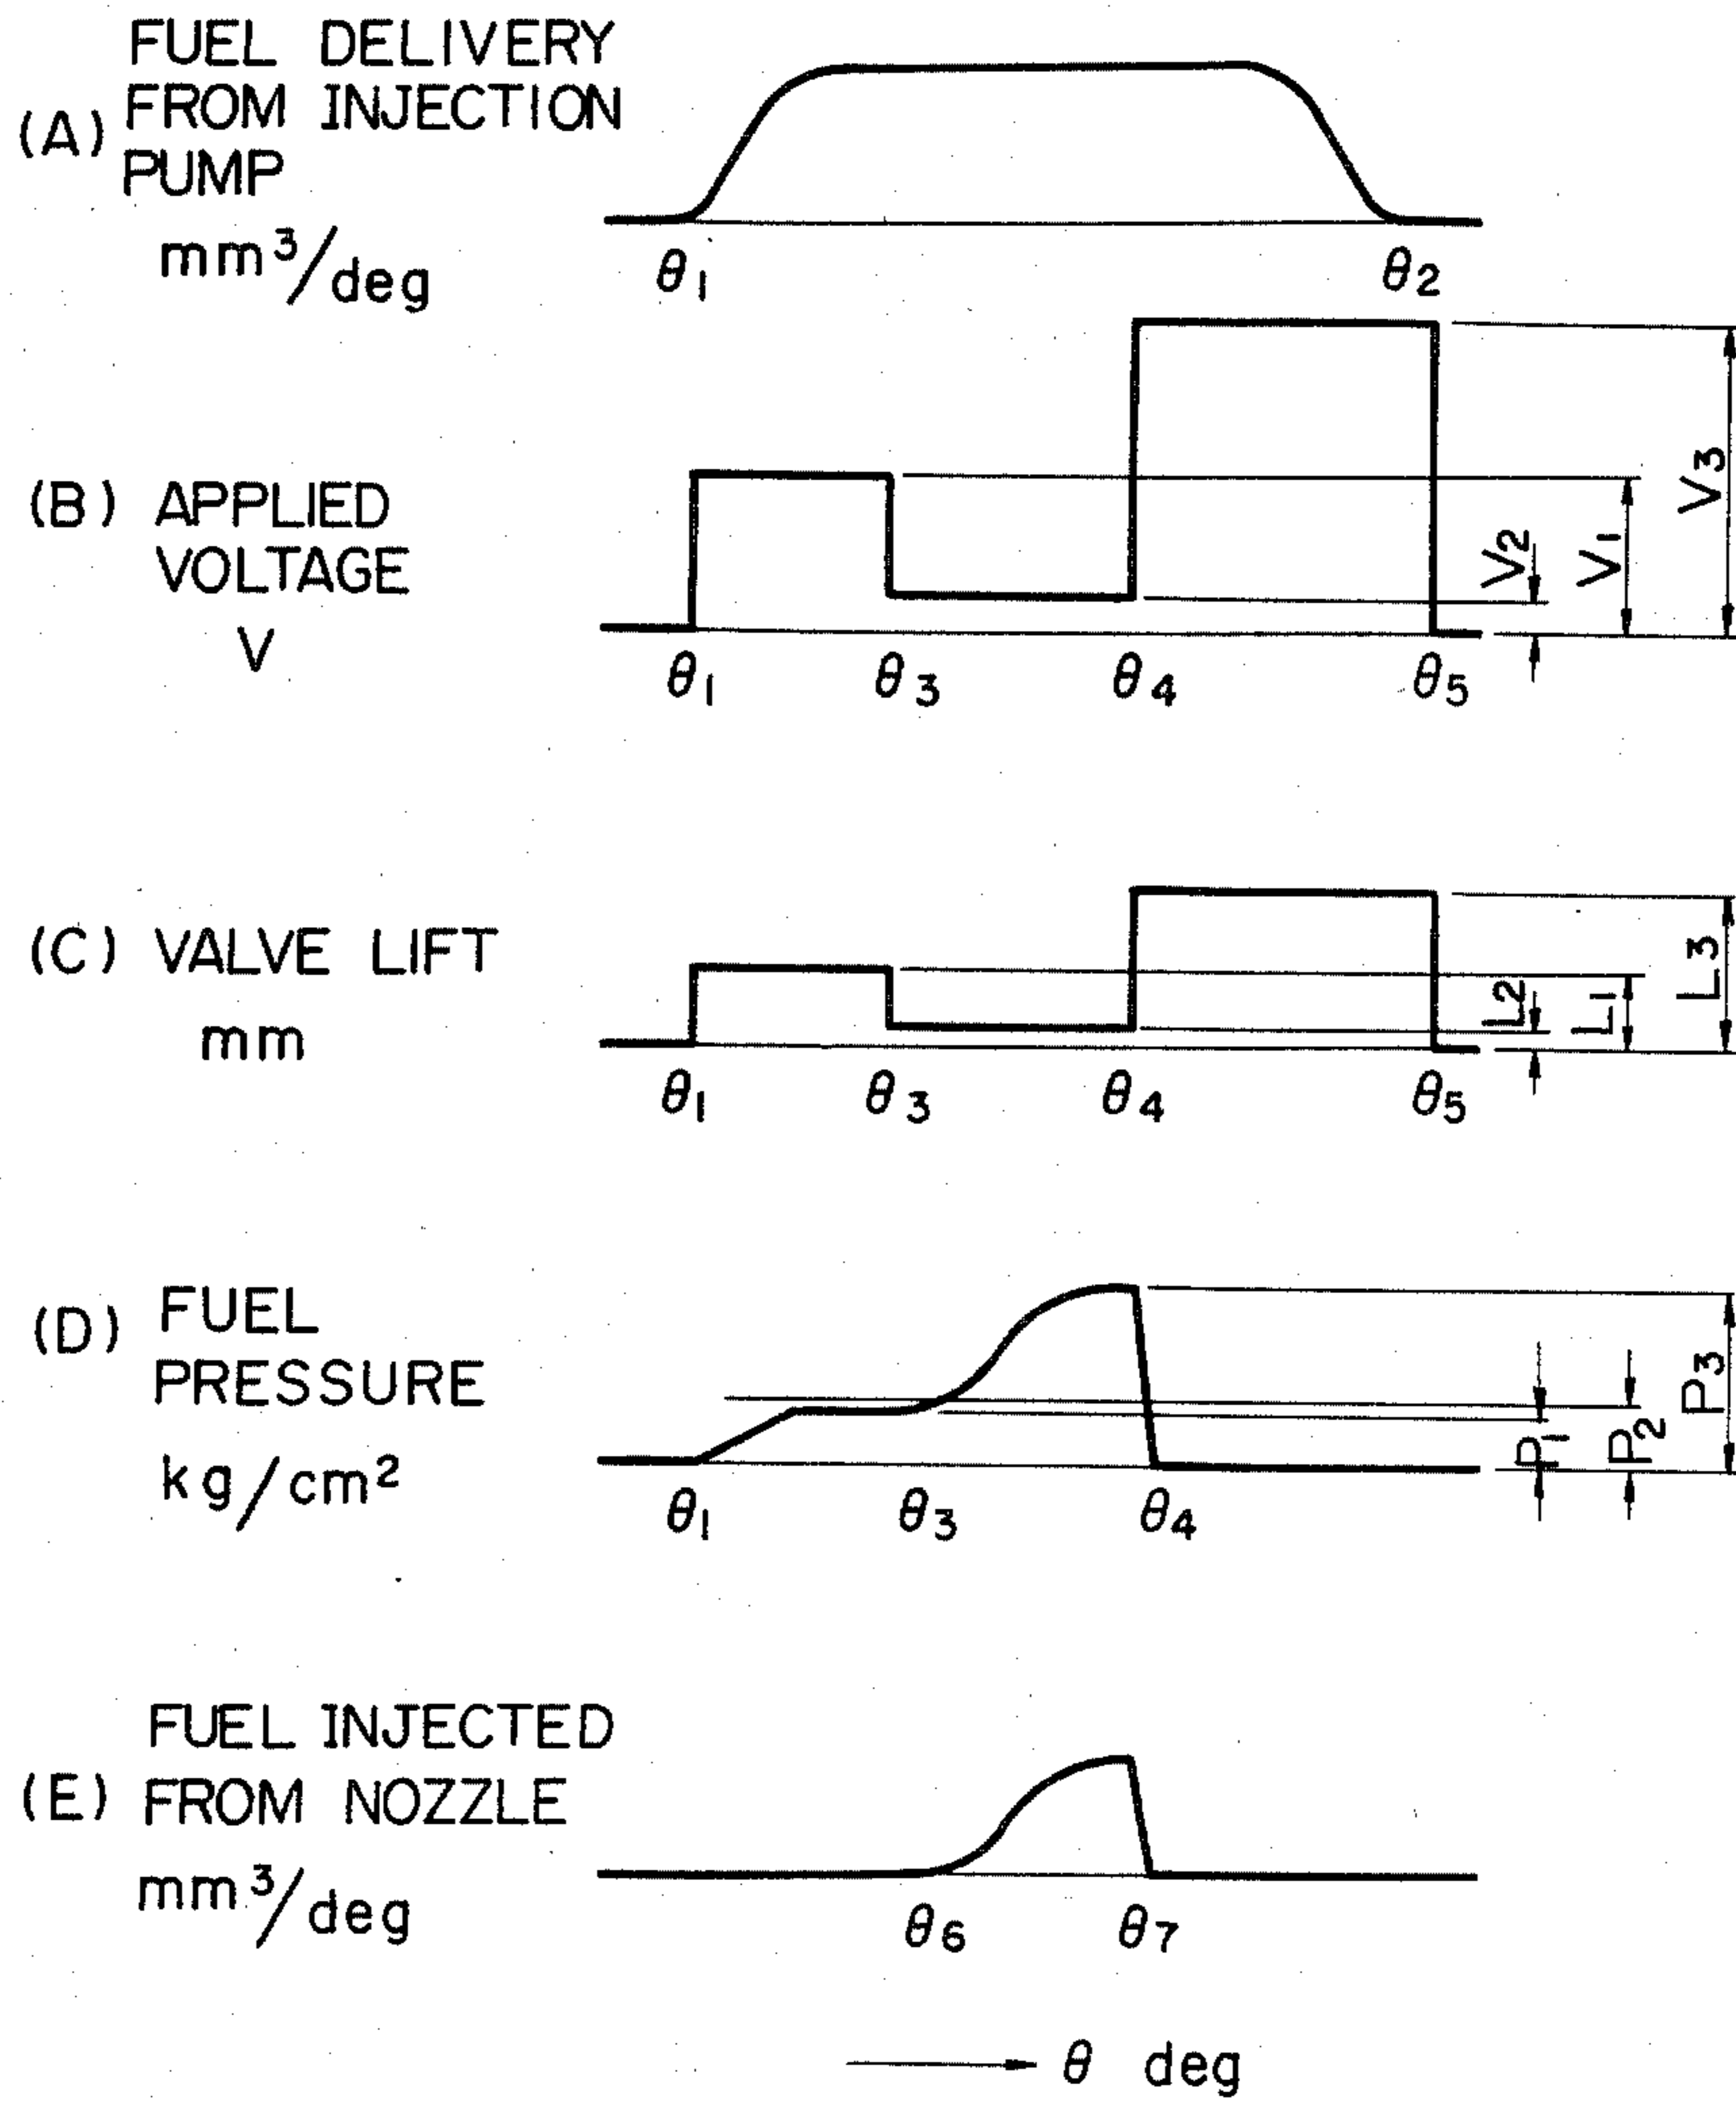 FUEL DELIVERY
(A) FROM INJECTION
PUMP
mm³/deg
θ1 θ2
(B) APPLIED
VOLTAGE
V
V2 V1 V3
θ1 θ3 θ4 θ5
(C) VALVE LIFT
mm
L2 L1 L3
θ1 θ3 θ4 θ5
(D) FUEL
PRESSURE
kg/cm²
P1 P2 P3
θ1 θ3 θ4
FUEL INJECTED
(E) FROM NOZZLE
mm³/deg
θ6 θ7
θ deg